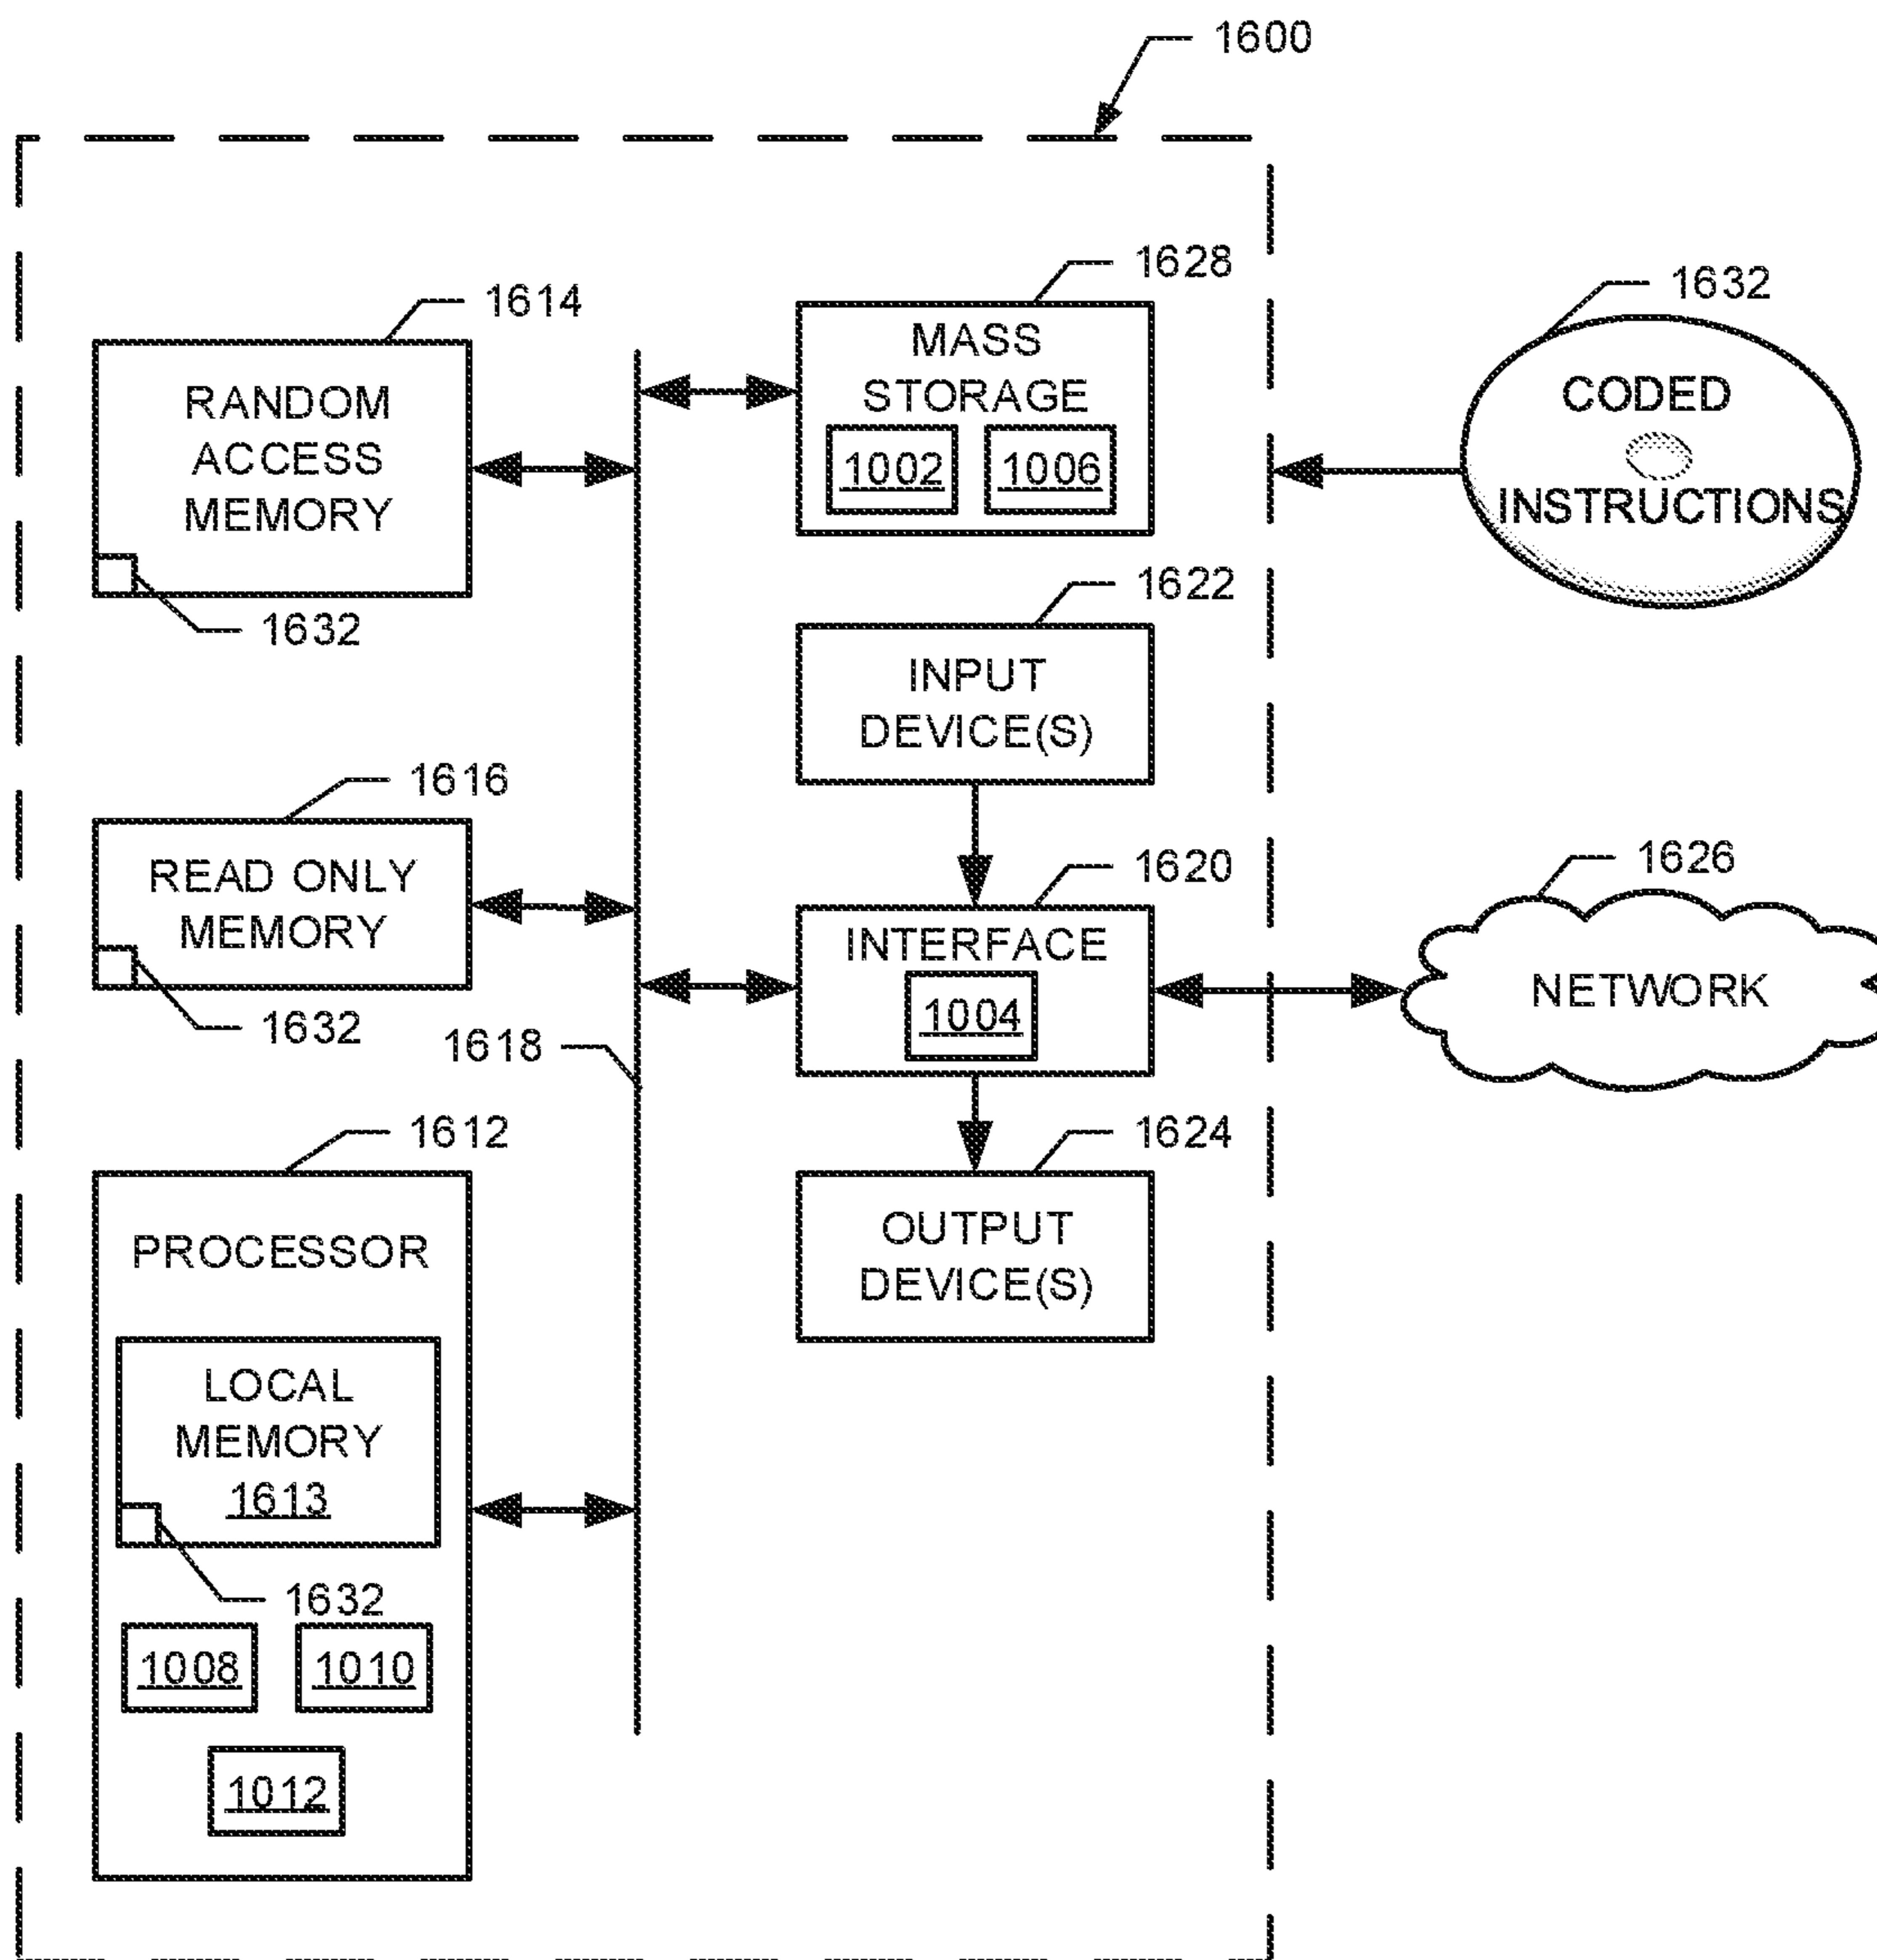 1600
1628
1614
1632
MASS
STORAGE
1002
1006
RANDOM
ACCESS
MEMORY
1632
CODED
INSTRUCTIONS
1622
INPUT
DEVICE(S)
1616
READ ONLY
MEMORY
1632
1620
INTERFACE
1004
1626
NETWORK
1618
1612
PROCESSOR
LOCAL
MEMORY
1613
1632
1008
1010
1012
1624
OUTPUT
DEVICE(S)